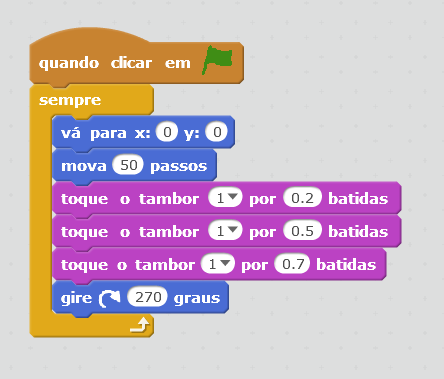 quando clicar em
sempre
vá para x: 0 y: 0
mova 50 passos
toque o tambor 1 por 0.2 batidas
toque o tambor 1 por 0.5 batidas
toque o tambor 1 por 0.7 batidas
gire 270 graus